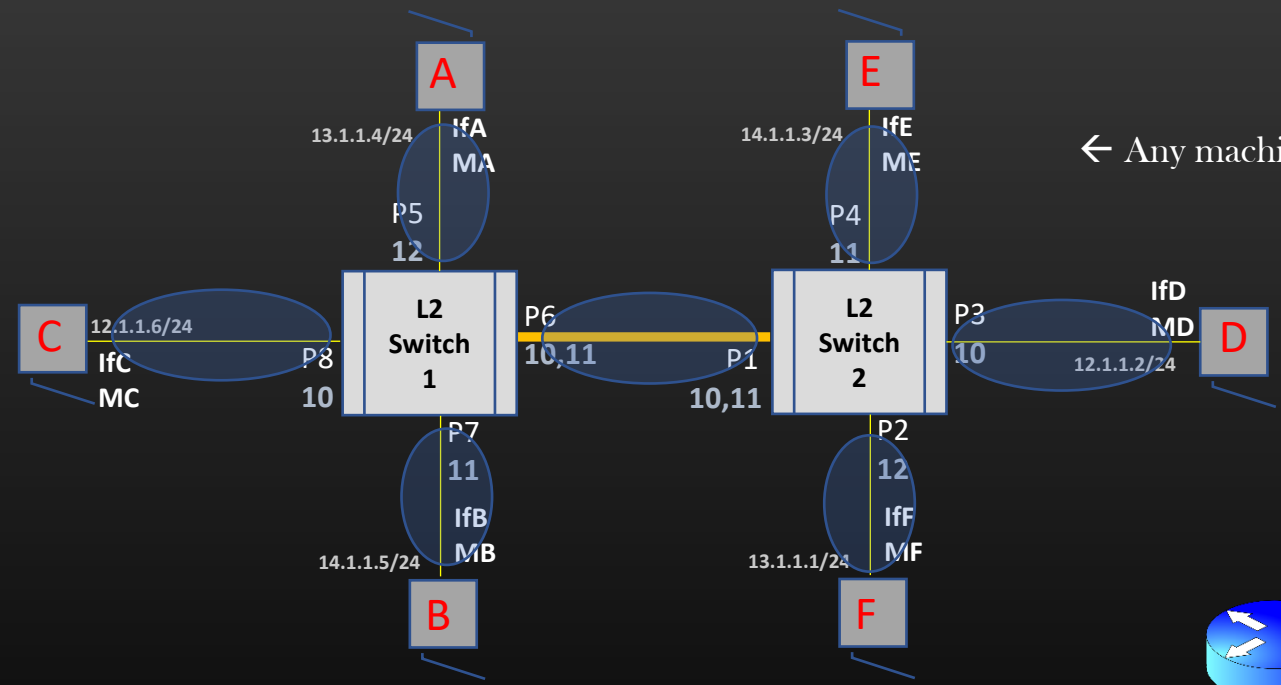 A
E
13.1.1.4/24
IfA
MA
14.1.1.3/24
IfE
ME
← Any machi
P5
12
P4
11
C
12.1.1.6/24
IfC
MC
P8
10
L2
Switch
1
P6
10,11
P1
10,11
L2
Switch
2
P3
10
IfD
MD
12.1.1.2/24
D
P7
11
IfB
MB
14.1.1.5/24
B
P2
12
IfF
MF
13.1.1.1/24
F